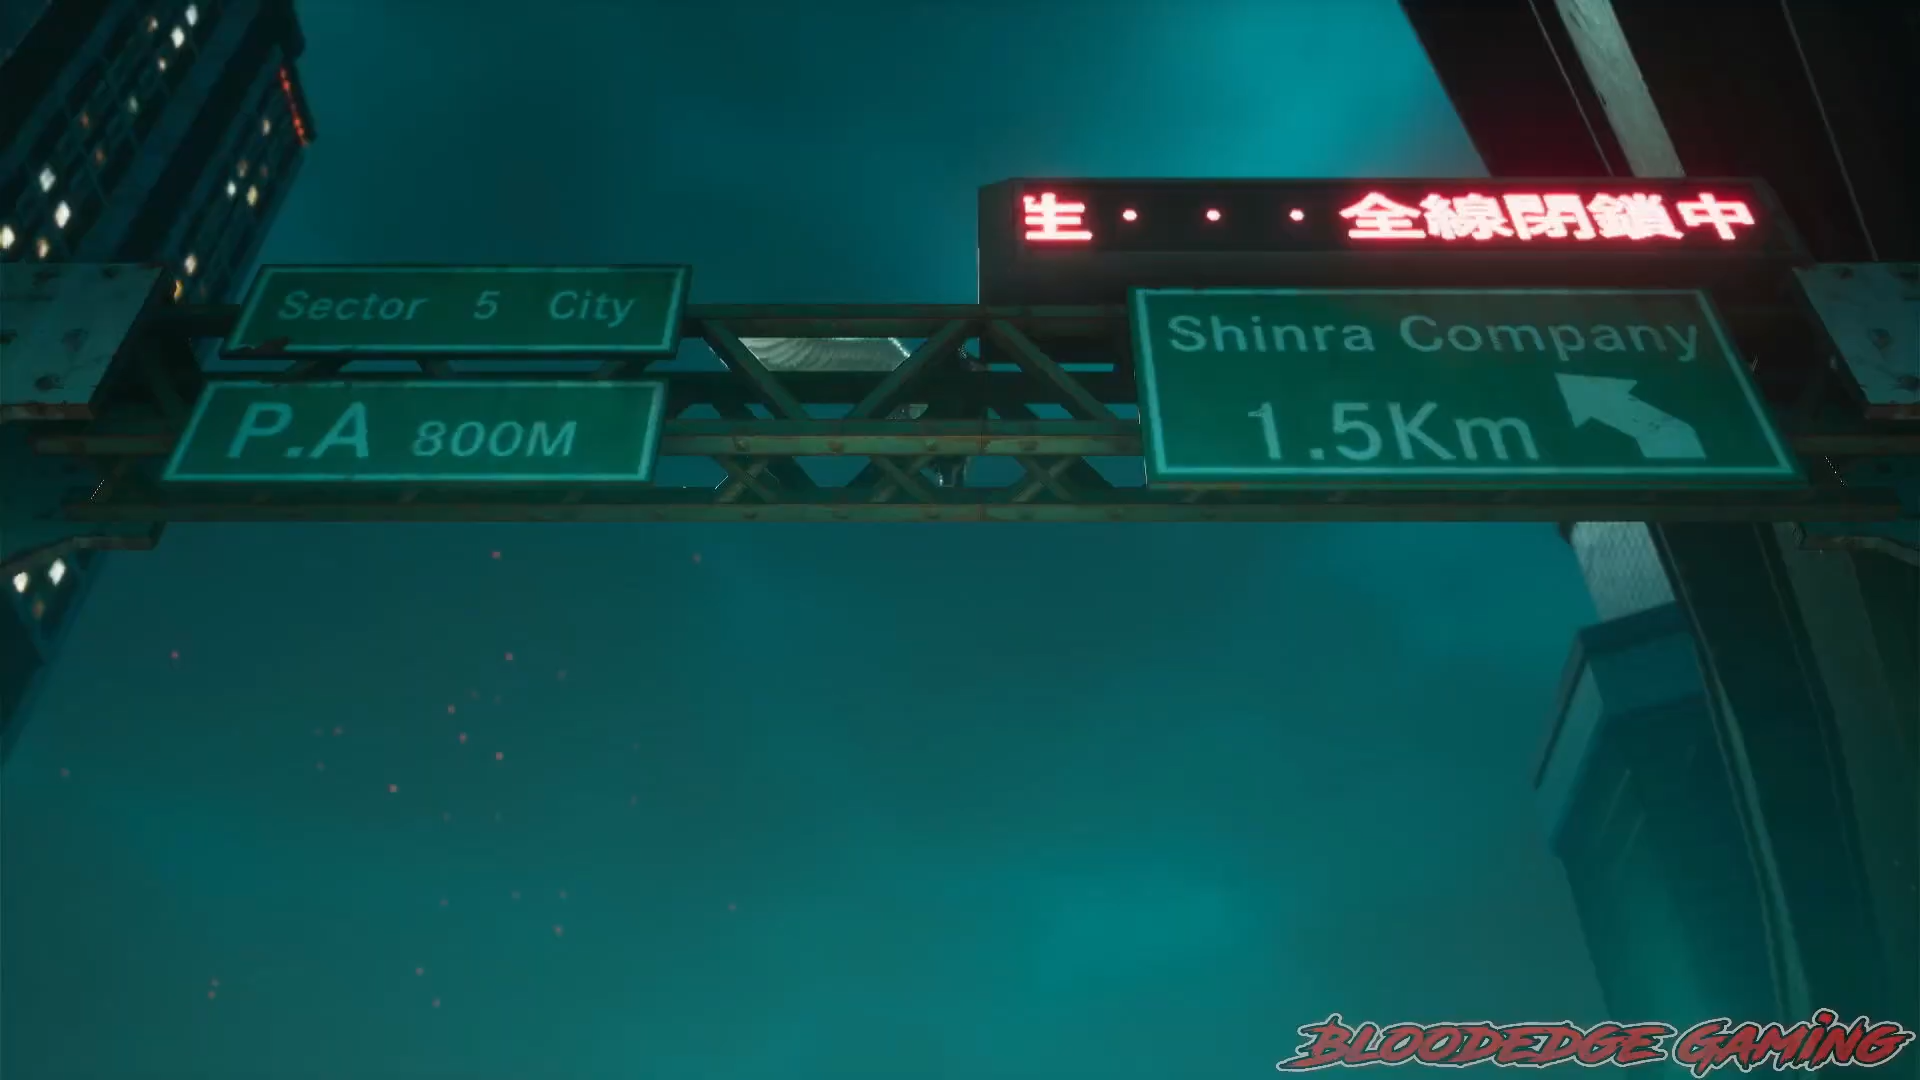 生・・・全線閉鎖中
Sector 5 City
P.A 800M
Shinra Company
1.5Km
BLOODEDGE GAMING